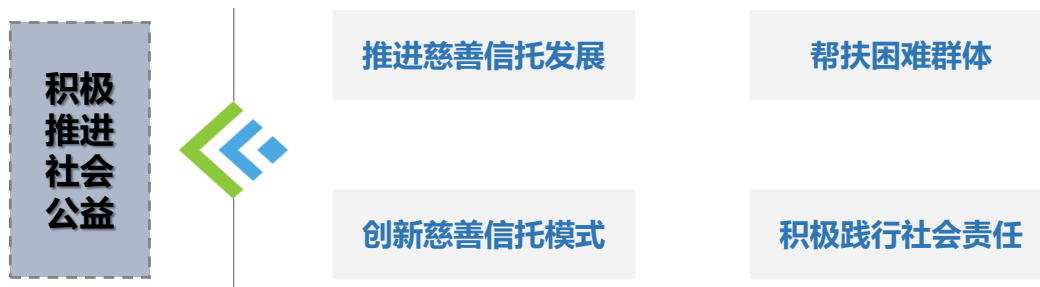 积极
推进
社会
公益
推进慈善信托发展
帮扶困难群体
创新慈善信托模式
积极践行社会责任